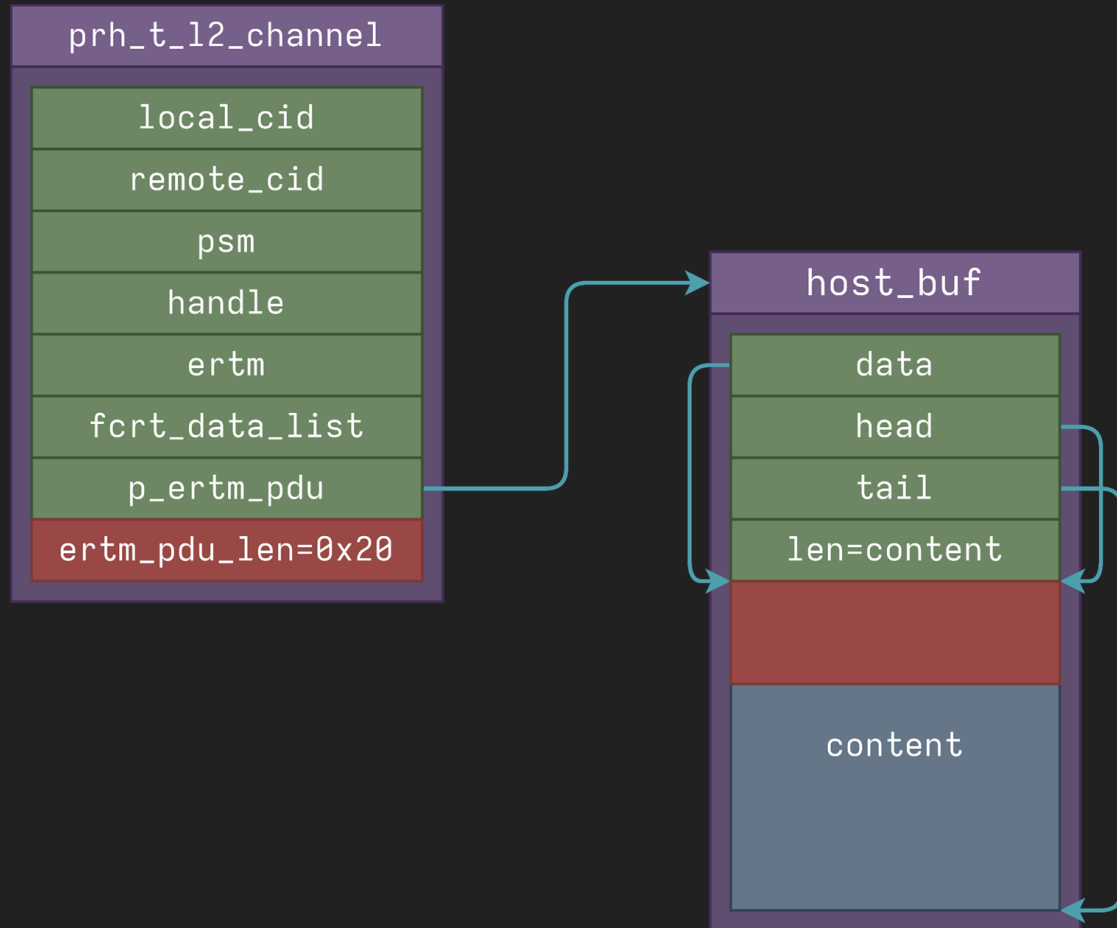 prh_t_l2_channel
local_cid
remote_cid
psm
handle
ertm
fcrt_data_list
p_ertm_pdu
ertm_pdu_len=0x20
host_buf
data
head
tail
len=content
content